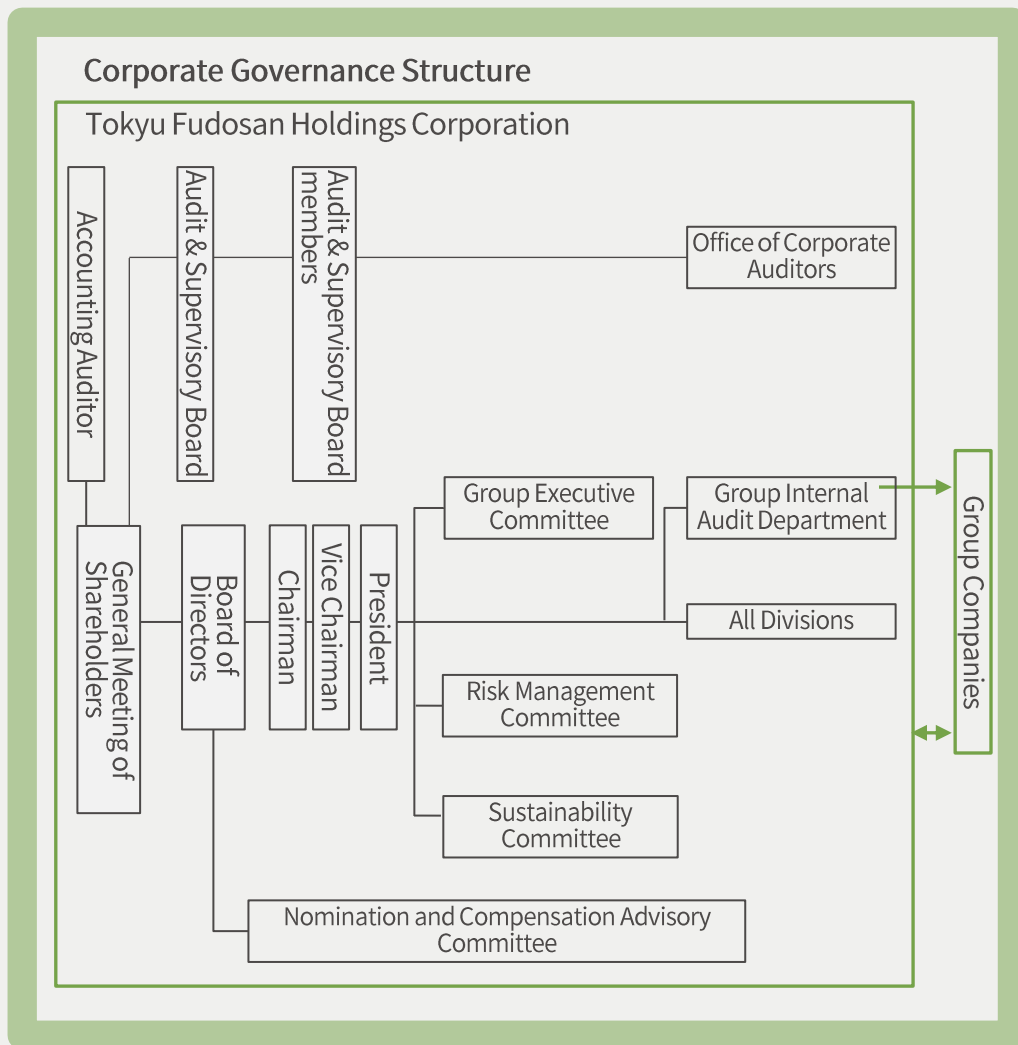 Corporate Governance Structure
Tokyu Fudosan Holdings Corporation
Accounting Auditor
Audit & Supervisory Board
Audit & Supervisory Board
members
Office of Corporate
Auditors
General Meeting of
Shareholders
Board of
Directors
Chairman
Vice Chairman
President
Group Executive
Committee
Group Internal
Audit Department
All Divisions
Risk Management
Committee
Sustainability
Committee
Nomination and Compensation Advisory
Committee
Group Companies